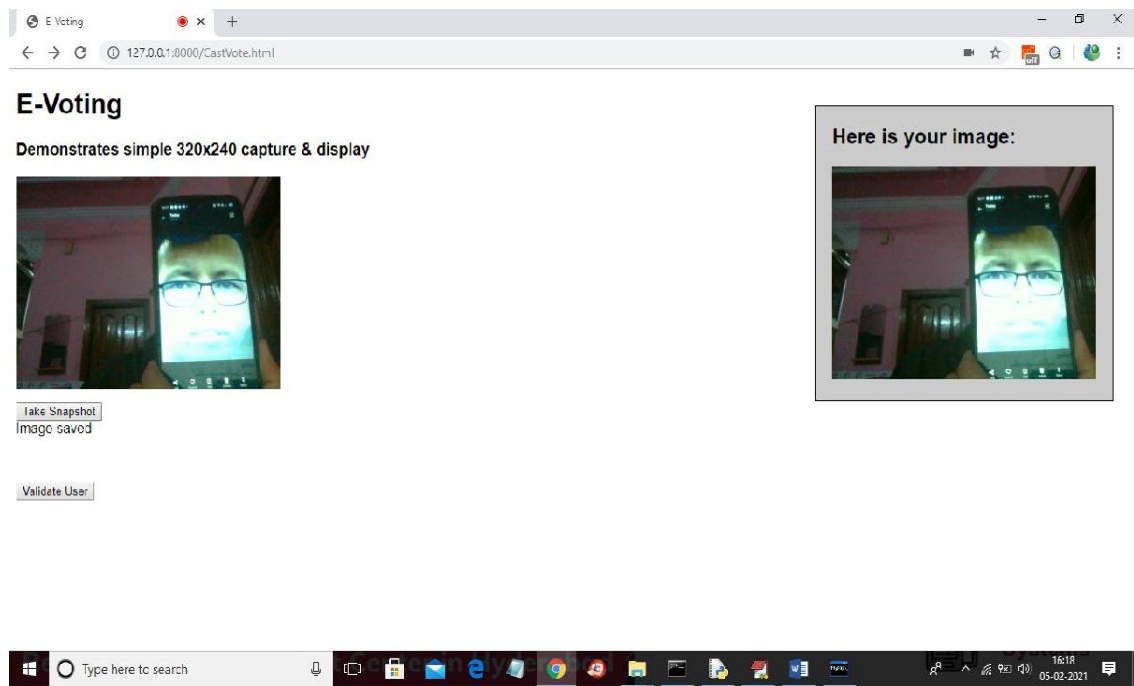 E Voting
127.0.0.1:8000/CastVote.html
off
E-Voting
Demonstrates simple 320x240 capture & display
Here is your image:
Take Snapshot
Image saved
Validate User
Type here to search
16:18
05-02-2021